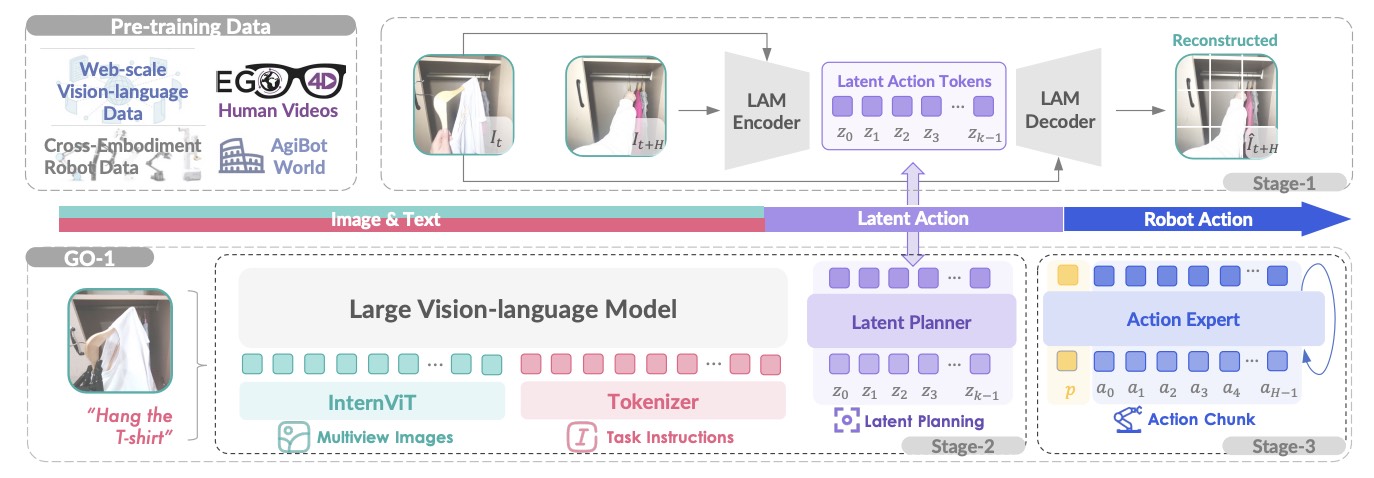 Pre-training Data
Web-scale
Vision-language
Data
EGO4D
Human Videos
Cross-Embodiment
Robot Data
AgiBot
World
I_t
I_{t+H}
LAM
Encoder
Latent Action Tokens
z_0 z_1 z_2 z_3 ... z_{k-1}
LAM
Decoder
Reconstructed
Î_{t+H}
Stage-1
Image & Text
Latent Action
Robot Action
GO-1
"Hang the
T-shirt"
Large Vision-language Model
...
...
InternViT
Tokenizer
Multiview Images
Task Instructions
...
Latent Planner
...
z_0 z_1 z_2 z_3 z_{k-1}
Latent Planning
Stage-2
...
Action Expert
...
p a_0 a_1 a_2 a_3 a_4 a_{H-1}
Action Chunk
Stage-3